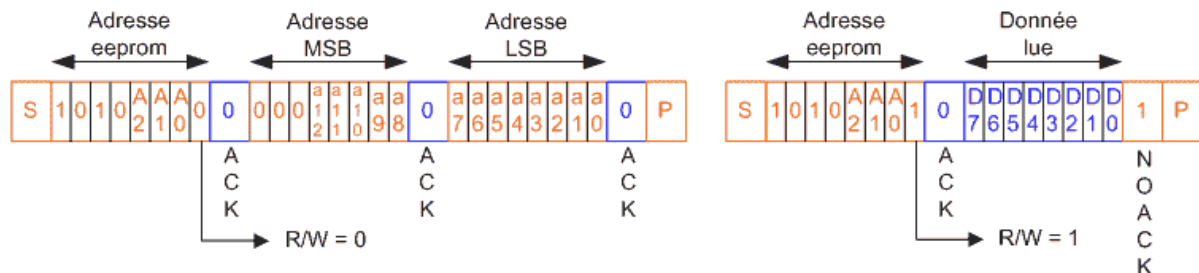 Adresse eeprom
Adresse MSB
Adresse LSB
Adresse eeprom
Donnée lue
S 1 0 1 0 A2 A1 A0 0 0 0 0 0 a12 a11 a10 a9 a8 0 a7 a6 a5 a4 a3 a2 a1 a0 0 P
S 1 0 1 0 A2 A1 A0 1 0 D7 D6 D5 D4 D3 D2 D1 D0 1 P
ACK
ACK
ACK
ACK
NOACK
R/W = 0
R/W = 1